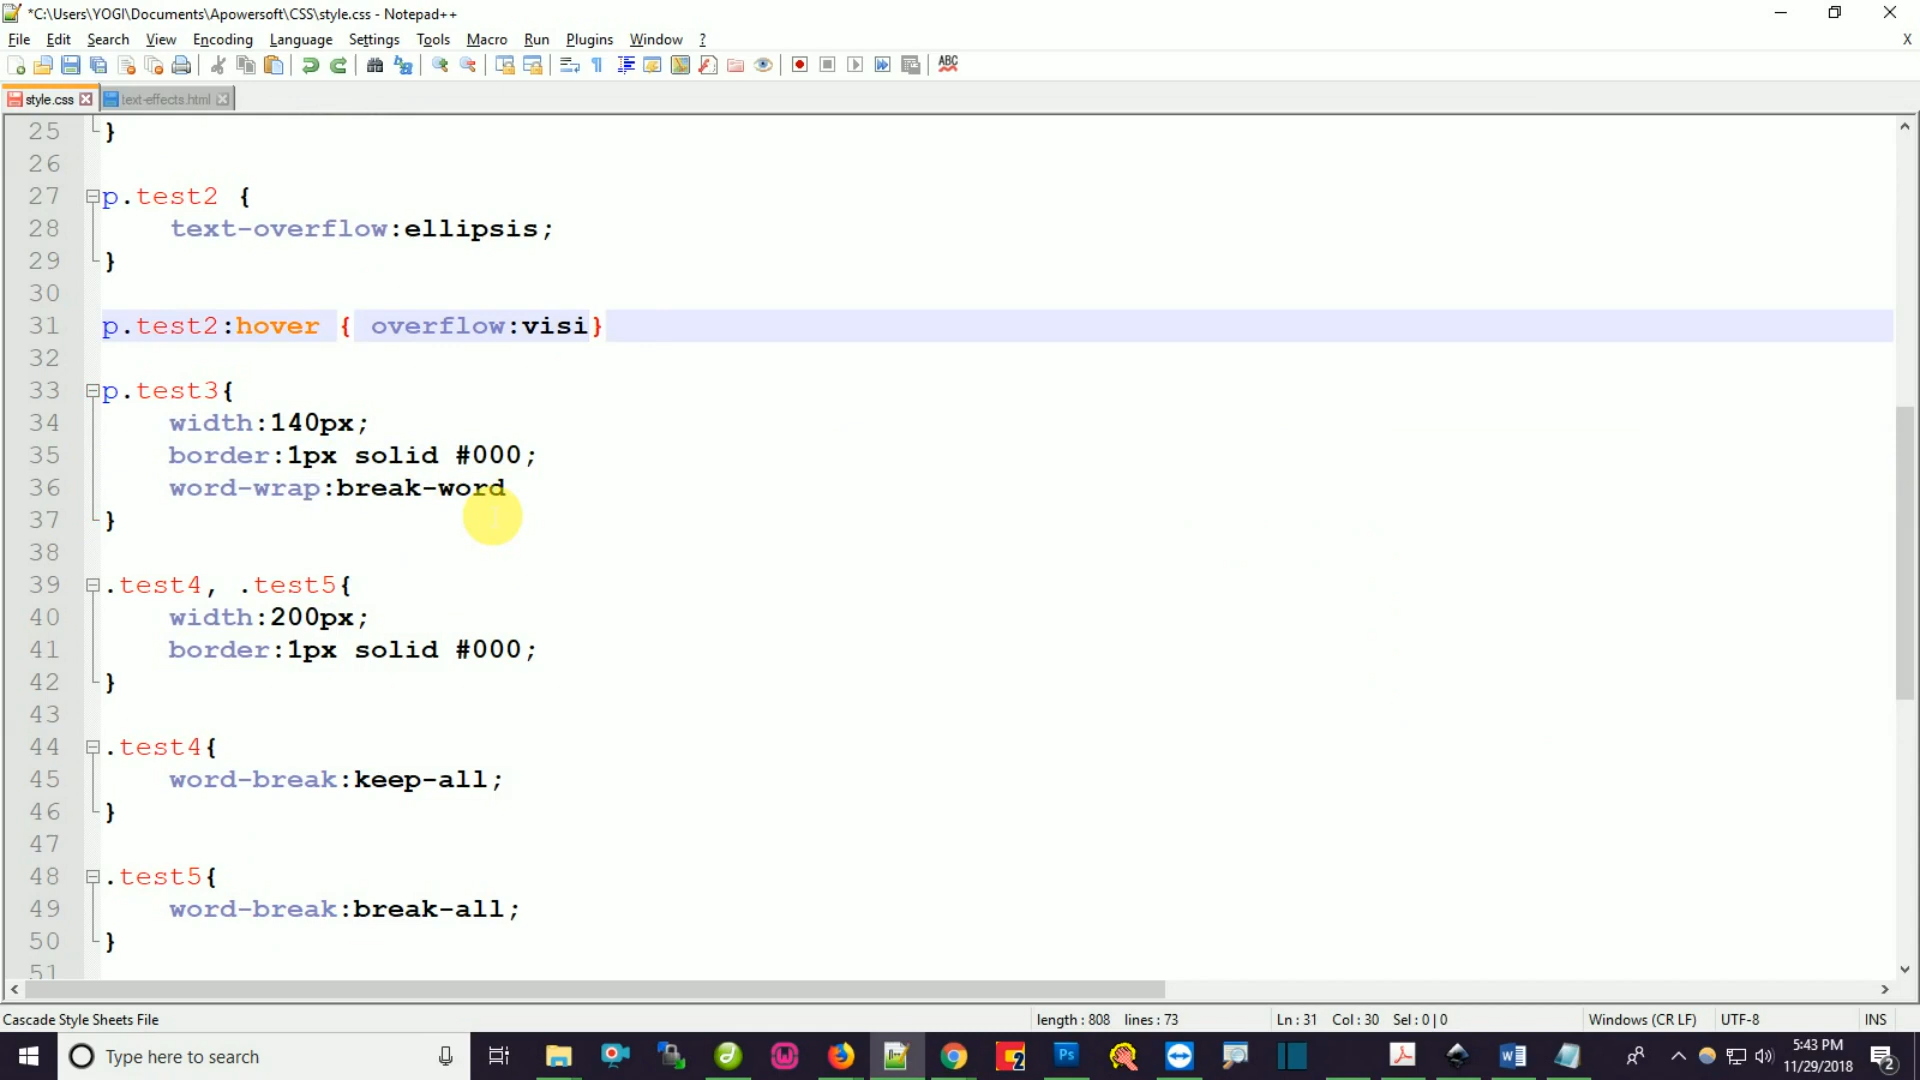 *C:\Users\YOGI\Documents\Apowersoft\CSS\style.css - Notepad++
File Edit Search View Encoding Language Settings Tools Macro Run Plugins Window ? X
ABC
style.css text-effects.html
25 }
26
27 p.test2 {
28 text-overflow:ellipsis;
29 }
30
31 p.test2:hover { overflow:visi}
32
33 p.test3{
34 width:140px;
35 border:1px solid #000;
36 word-wrap:break-word
37 }
38
39 .test4, .test5{
40 width:200px;
41 border:1px solid #000;
42 }
43
44 .test4{
45 word-break:keep-all;
46 }
47
48 .test5{
49 word-break:break-all;
50 }
51
Cascade Style Sheets File length : 808 lines : 73 Ln : 31 Col : 30 Sel : 0 | 0 Windows (CR LF) UTF-8 INS
Type here to search Ps 5:43 PM
11/29/2018 2